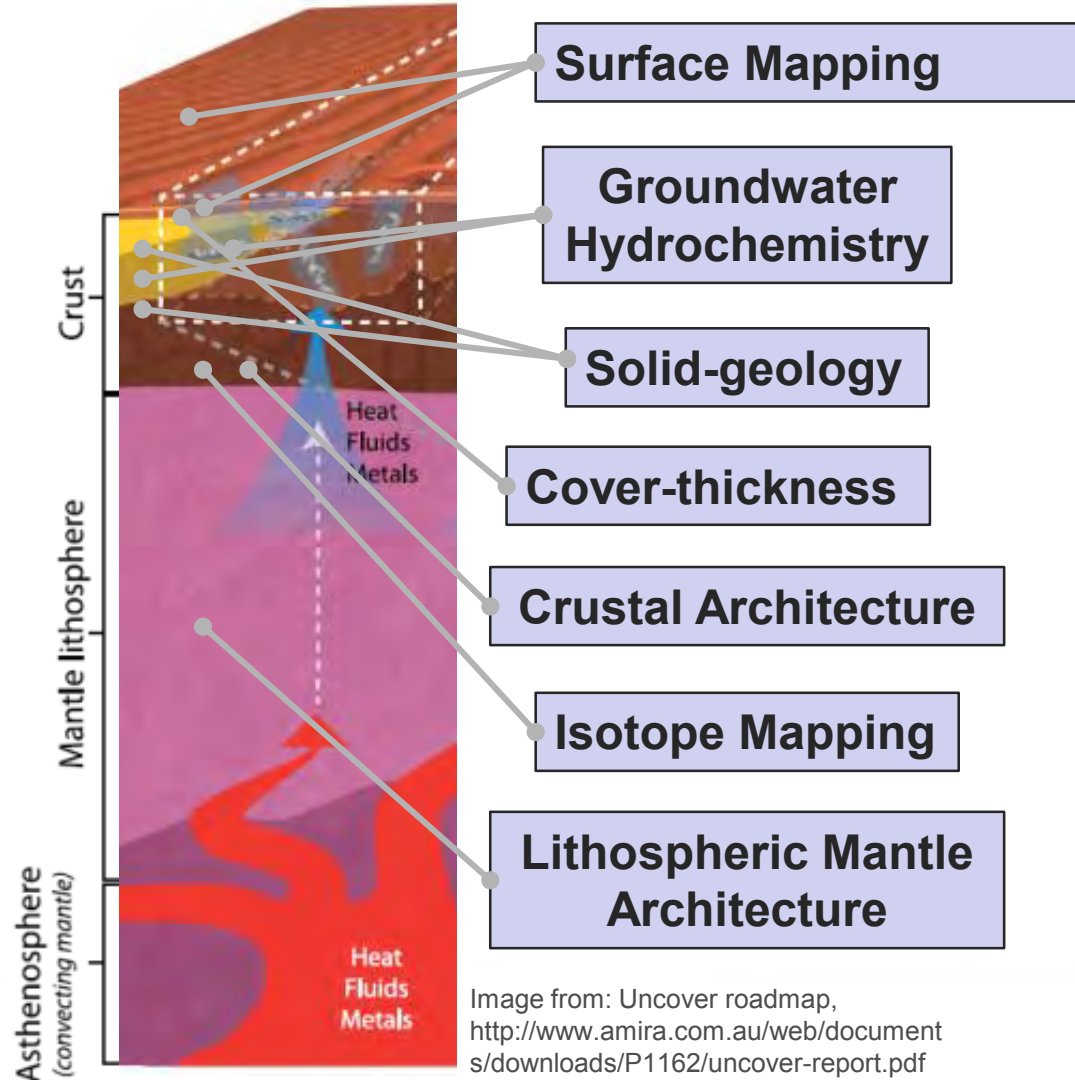 Surface Mapping
Groundwater
Hydrochemistry
Solid-geology
Cover-thickness
Crustal Architecture
Isotope Mapping
Lithospheric Mantle
Architecture
Crust
Mantle lithosphere
Asthenosphere
(convecting mantle)
Heat
Fluids
Metals
Heat
Fluids
Metals
Image from: Uncover roadmap,
http://www.amira.com.au/web/document
s/downloads/P1162/uncover-report.pdf